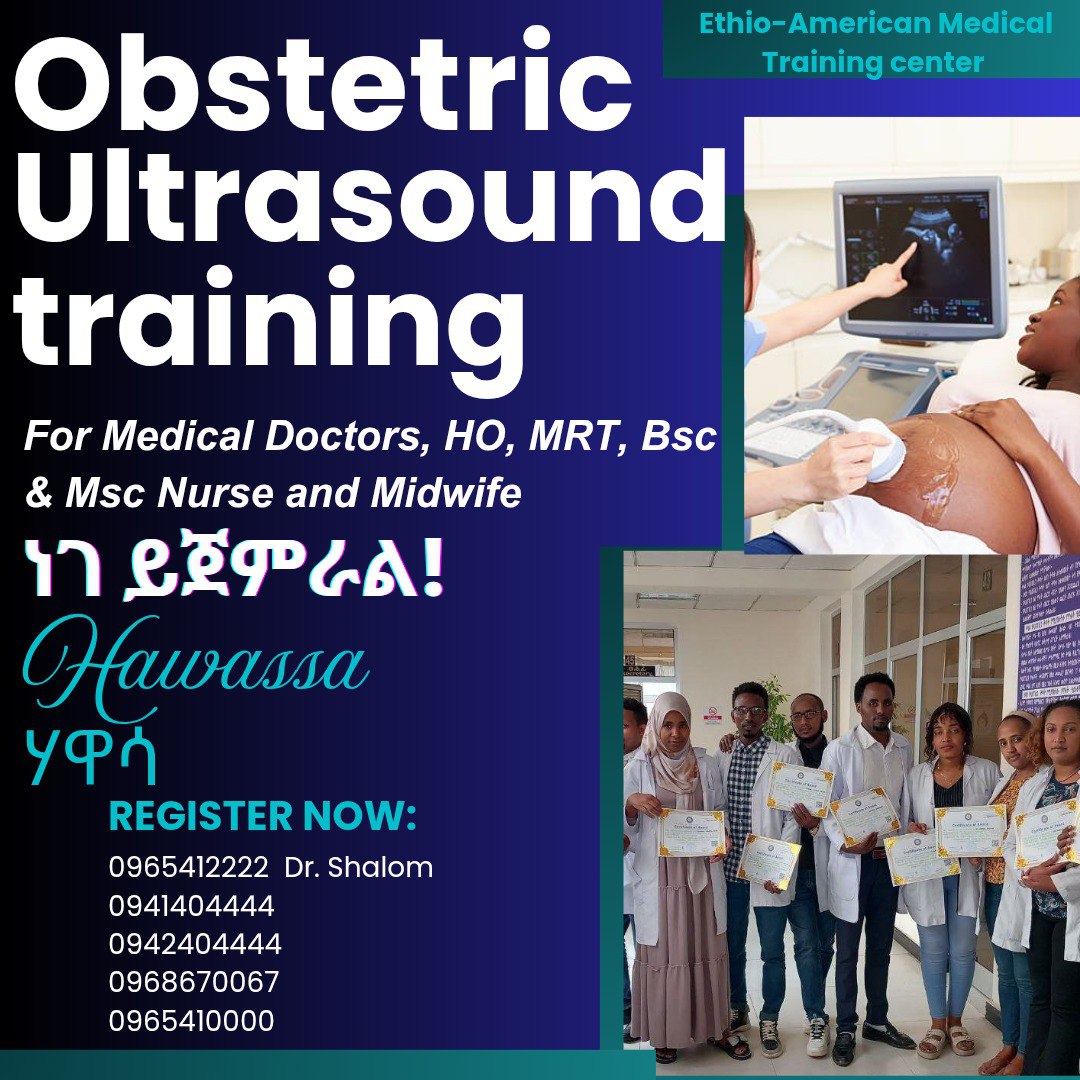 Ethio-American Medical
Training center
Obstetric
Ultrasound
training
For Medical Doctors, HO, MRT, Bsc
& Msc Nurse and Midwife
ነገ ይጀምራል!
Hawassa
ሃዋሳ
REGISTER NOW:
0965412222 Dr. Shalom
0941404444
0942404444
0968670067
0965410000